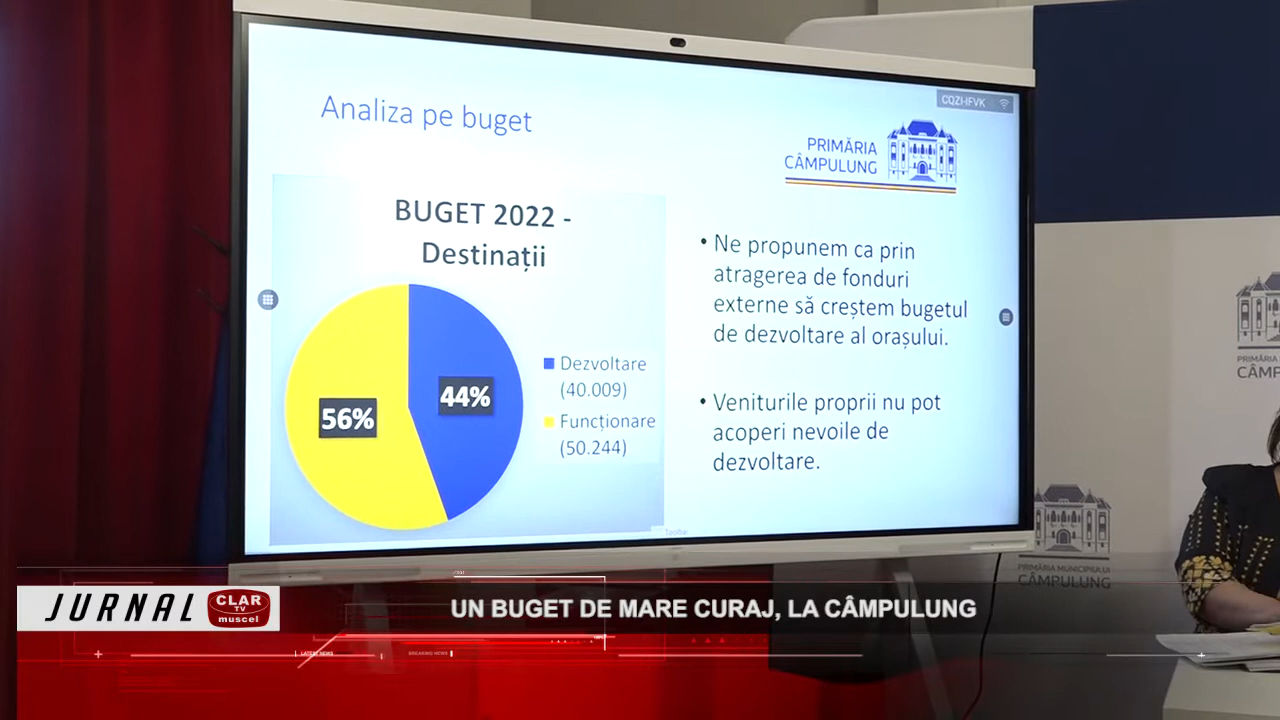 Analiza pe buget
CQZHFVK
PRIMĂRIA
CÂMPULUNG
BUGET 2022 -
Destinații
56%
44%
Dezvoltare
(40.009)
Funcționare
(50.244)
• Ne propunem ca prin
atragerea de fonduri
externe să creștem bugetul
de dezvoltare al orașului.
• Veniturile proprii nu pot
acoperi nevoile de
dezvoltare.
PRIMĂRIA
CÂMP
PRIMĂRIA MUNICIPIULUI
CÂMPULUNG
JURNAL
CLAR
TV
muscel
UN BUGET DE MARE CURAJ, LA CÂMPULUNG
LATEST NEWS
BREAKING NEWS